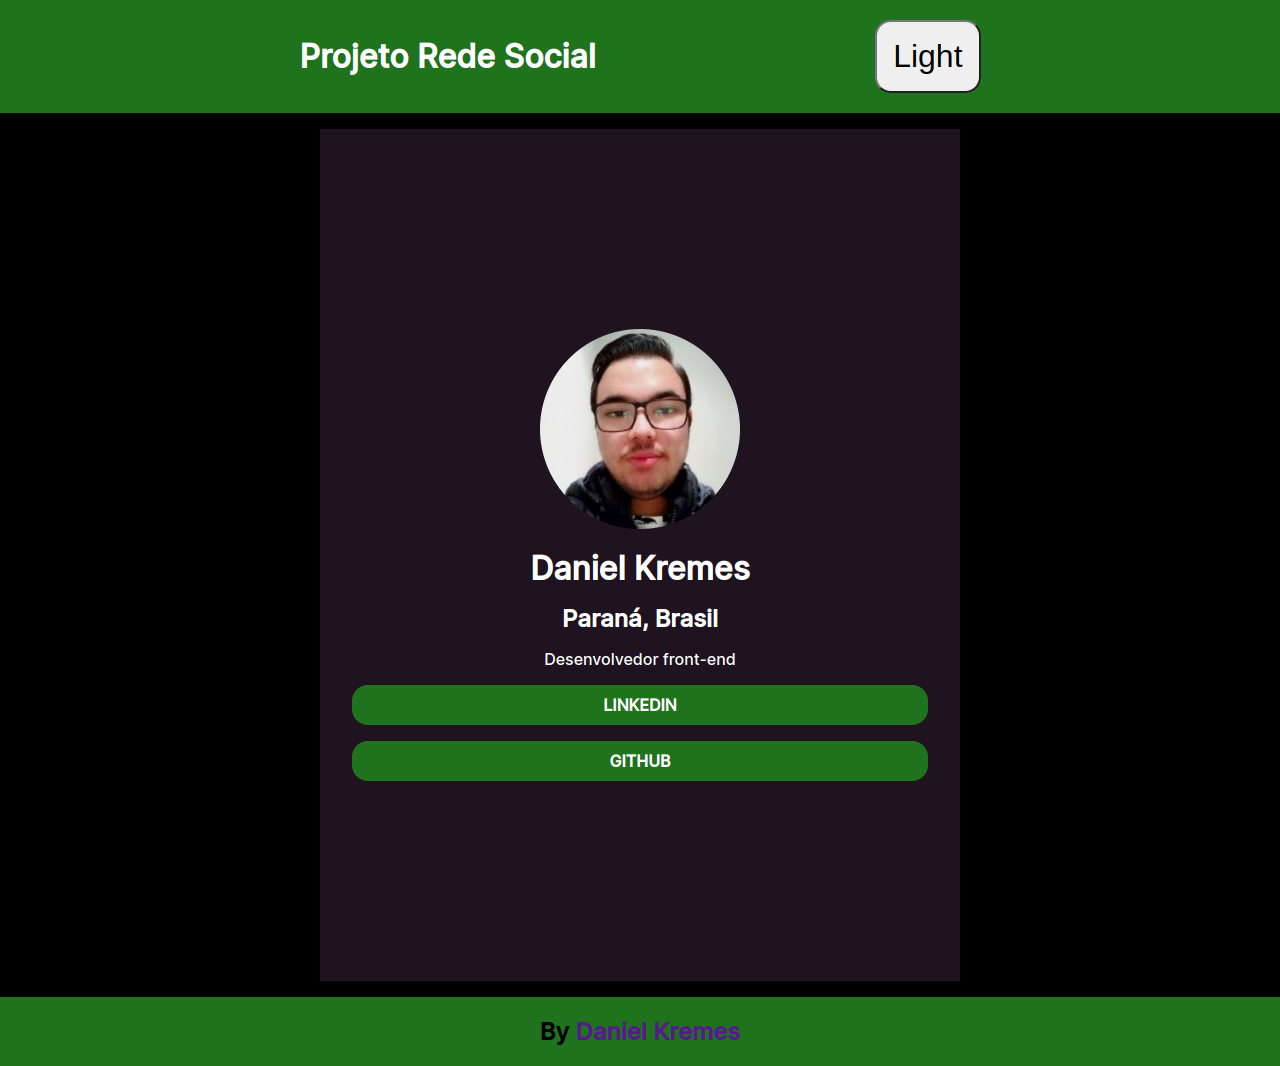 Projeto Rede Social
Light
Daniel Kremes
Paraná, Brasil
Desenvolvedor front-end
LINKEDIN
GITHUB
By Daniel Kremes